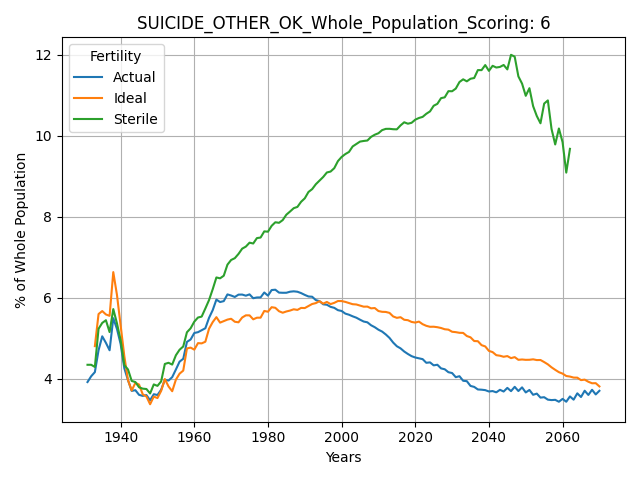 SUICIDE_OTHER_OK_Whole_Population_Scoring: 6
Fertility
Actual
Ideal
Sterile
% of Whole Population
12
10
8
6
4
1940 1960 1980 2000 2020 2040 2060
Years